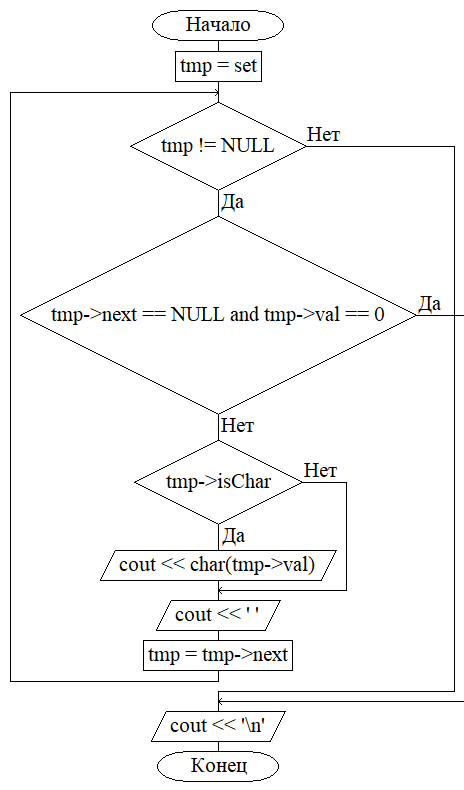 Начало
tmp = set
tmp != NULL
Нет
Да
tmp->next == NULL and tmp->val == 0
Да
Нет
tmp->isChar
Нет
Да
cout << char(tmp->val)
cout << ' '
tmp = tmp->next
cout << '\n'
Конец